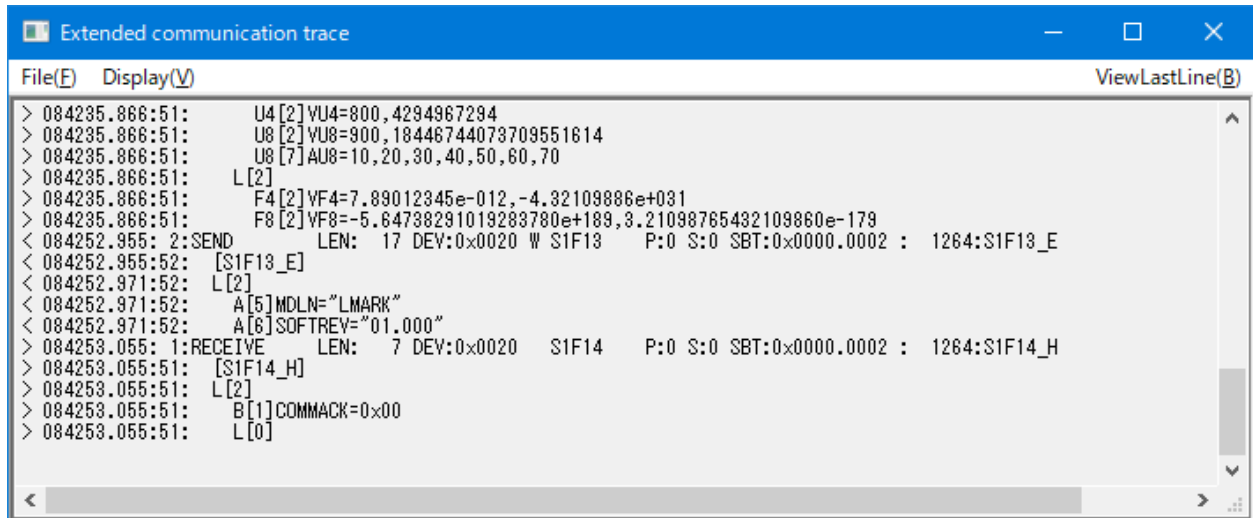 Extended communication trace
File(F) Display(V) ViewLastLine(B)
> 084235.866:51:      U4[2]VU4=800,4294967294
> 084235.866:51:      U8[2]VU8=900,18446744073709551614
> 084235.866:51:      U8[7]AU8=10,20,30,40,50,60,70
> 084235.866:51:    L[2]
> 084235.866:51:      F4[2]VF4=7.89012345e-012,-4.32109886e+031
> 084235.866:51:      F8[2]VF8=-5.64738291019283780e+189,3.21098765432109860e-179
< 084252.955: 2:SEND        LEN:  17 DEV:0x0020 W S1F13    P:0 S:0 SBT:0x0000.0002 :  1264:S1F13_E
< 084252.955:52:  [S1F13_E]
< 084252.971:52:  L[2]
< 084252.971:52:    A[5]MDLN="LMARK"
< 084252.971:52:    A[6]SOFTREV="01.000"
> 084253.055: 1:RECEIVE     LEN:   7 DEV:0x0020   S1F14    P:0 S:0 SBT:0x0000.0002 :  1264:S1F14_H
> 084253.055:51:  [S1F14_H]
> 084253.055:51:  L[2]
> 084253.055:51:    B[1]COMMACK=0x00
> 084253.055:51:    L[0]